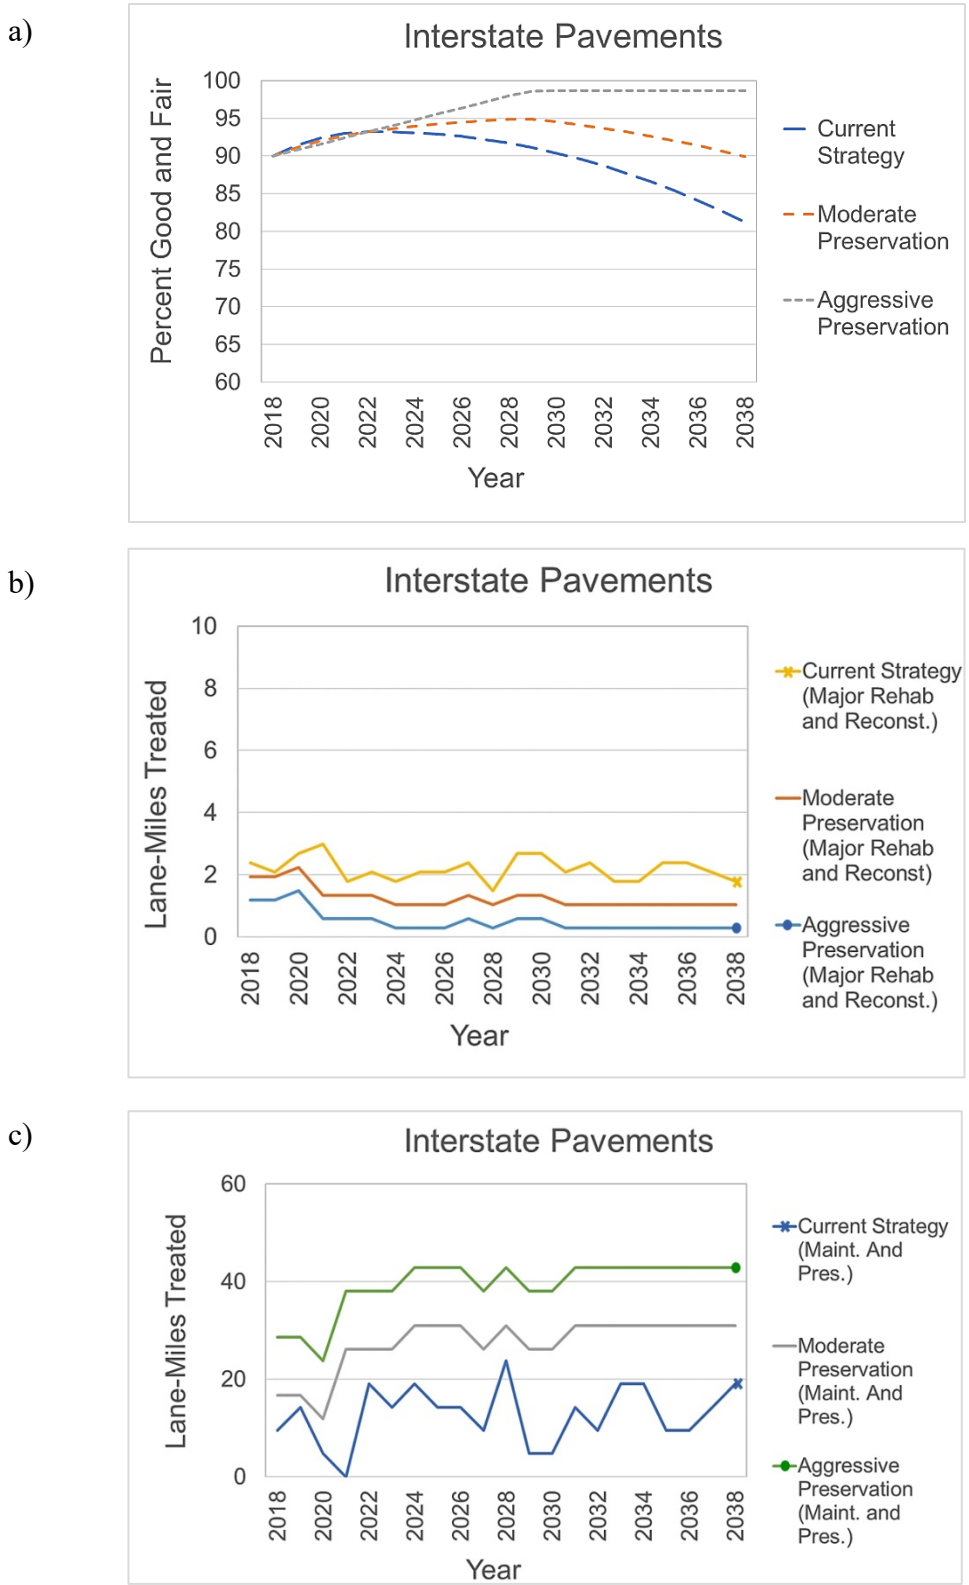 a)
Interstate Pavements
Percent Good and Fair
100
95
90
85
80
75
70
65
60
2018
2020
2022
2024
2026
2028
2030
2032
2034
2036
2038
Year
Current
Strategy
Moderate
Preservation
Aggressive
Preservation
b)
Interstate Pavements
Lane-Miles Treated
10
8
6
4
2
0
2018
2020
2022
2024
2026
2028
2030
2032
2034
2036
2038
Year
Current Strategy
(Major Rehab
and Reconst.)
Moderate
Preservation
(Major Rehab
and Reconst)
Aggressive
Preservation
(Major Rehab
and Reconst.)
c)
Interstate Pavements
Lane-Miles Treated
60
40
20
0
2018
2020
2022
2024
2026
2028
2030
2032
2034
2036
2038
Year
Current Strategy
(Maint. And
Pres.)
Moderate
Preservation
(Maint. And
Pres.)
Aggressive
Preservation
(Maint. and
Pres.)